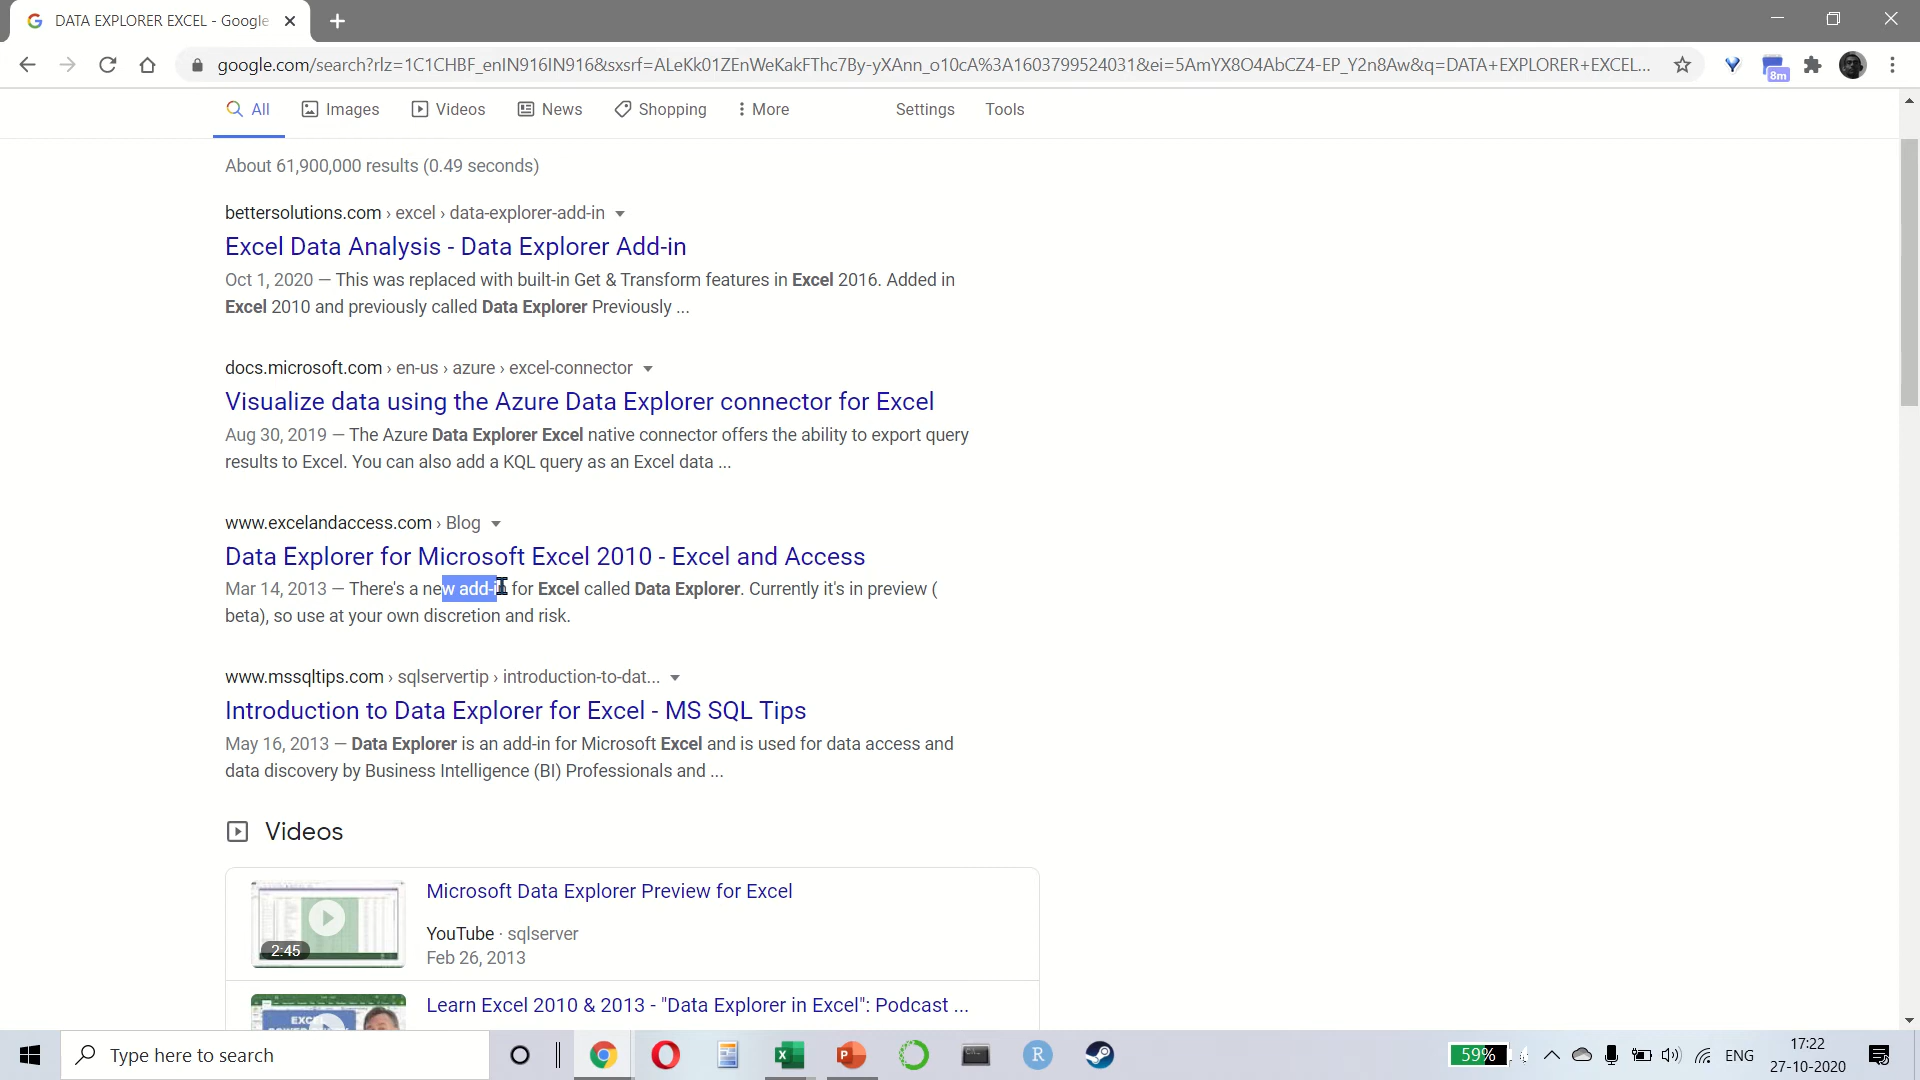 DATA EXPLORER EXCEL - Google
google.com/search?rlz=1C1CHBF_enIN916IN916&sxsrf=ALeKk01ZEnWeKakFThc7By-yXAnn_o10cA%3A1603799524031&ei=5AmYX8O4AbCZ4-EP_Y2n8Aw&q=DATA+EXPLORER+EXCEL...
8m
All Images Videos News Shopping More Settings Tools
About 61,900,000 results (0.49 seconds)
bettersolutions.com › excel › data-explorer-add-in
Excel Data Analysis - Data Explorer Add-in
Oct 1, 2020 — This was replaced with built-in Get & Transform features in Excel 2016. Added in
Excel 2010 and previously called Data Explorer Previously ...
docs.microsoft.com › en-us › azure › excel-connector
Visualize data using the Azure Data Explorer connector for Excel
Aug 30, 2019 — The Azure Data Explorer Excel native connector offers the ability to export query
results to Excel. You can also add a KQL query as an Excel data ...
www.excelandaccess.com › Blog
Data Explorer for Microsoft Excel 2010 - Excel and Access
Mar 14, 2013 — There's a new add-in for Excel called Data Explorer. Currently it's in preview (
beta), so use at your own discretion and risk.
www.mssqltips.com › sqlservertip › introduction-to-dat...
Introduction to Data Explorer for Excel - MS SQL Tips
May 16, 2013 — Data Explorer is an add-in for Microsoft Excel and is used for data access and
data discovery by Business Intelligence (BI) Professionals and ...
Videos
Microsoft Data Explorer Preview for Excel
2:45
YouTube · sqlserver
Feb 26, 2013
Learn Excel 2010 & 2013 - "Data Explorer in Excel": Podcast ...
EXCEL
Type here to search
59%
ENG
17:22
27-10-2020